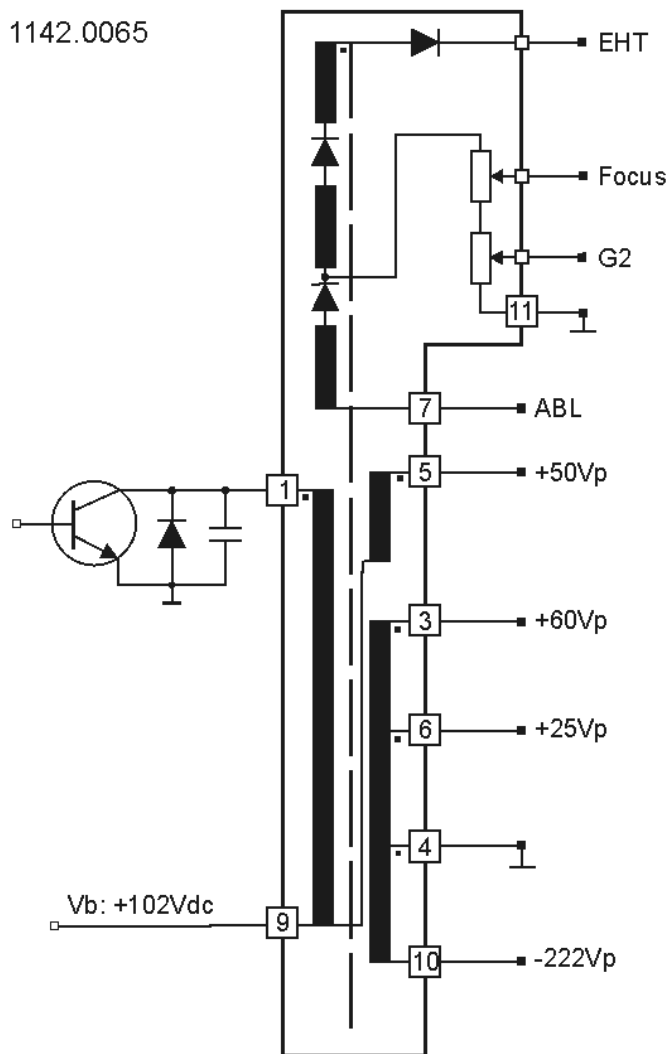 1142.0065
EHT
Focus
G2
11
7
ABL
5
+50Vp
1
3
+60Vp
6
+25Vp
4
Vb: +102Vdc
9
10
-222Vp